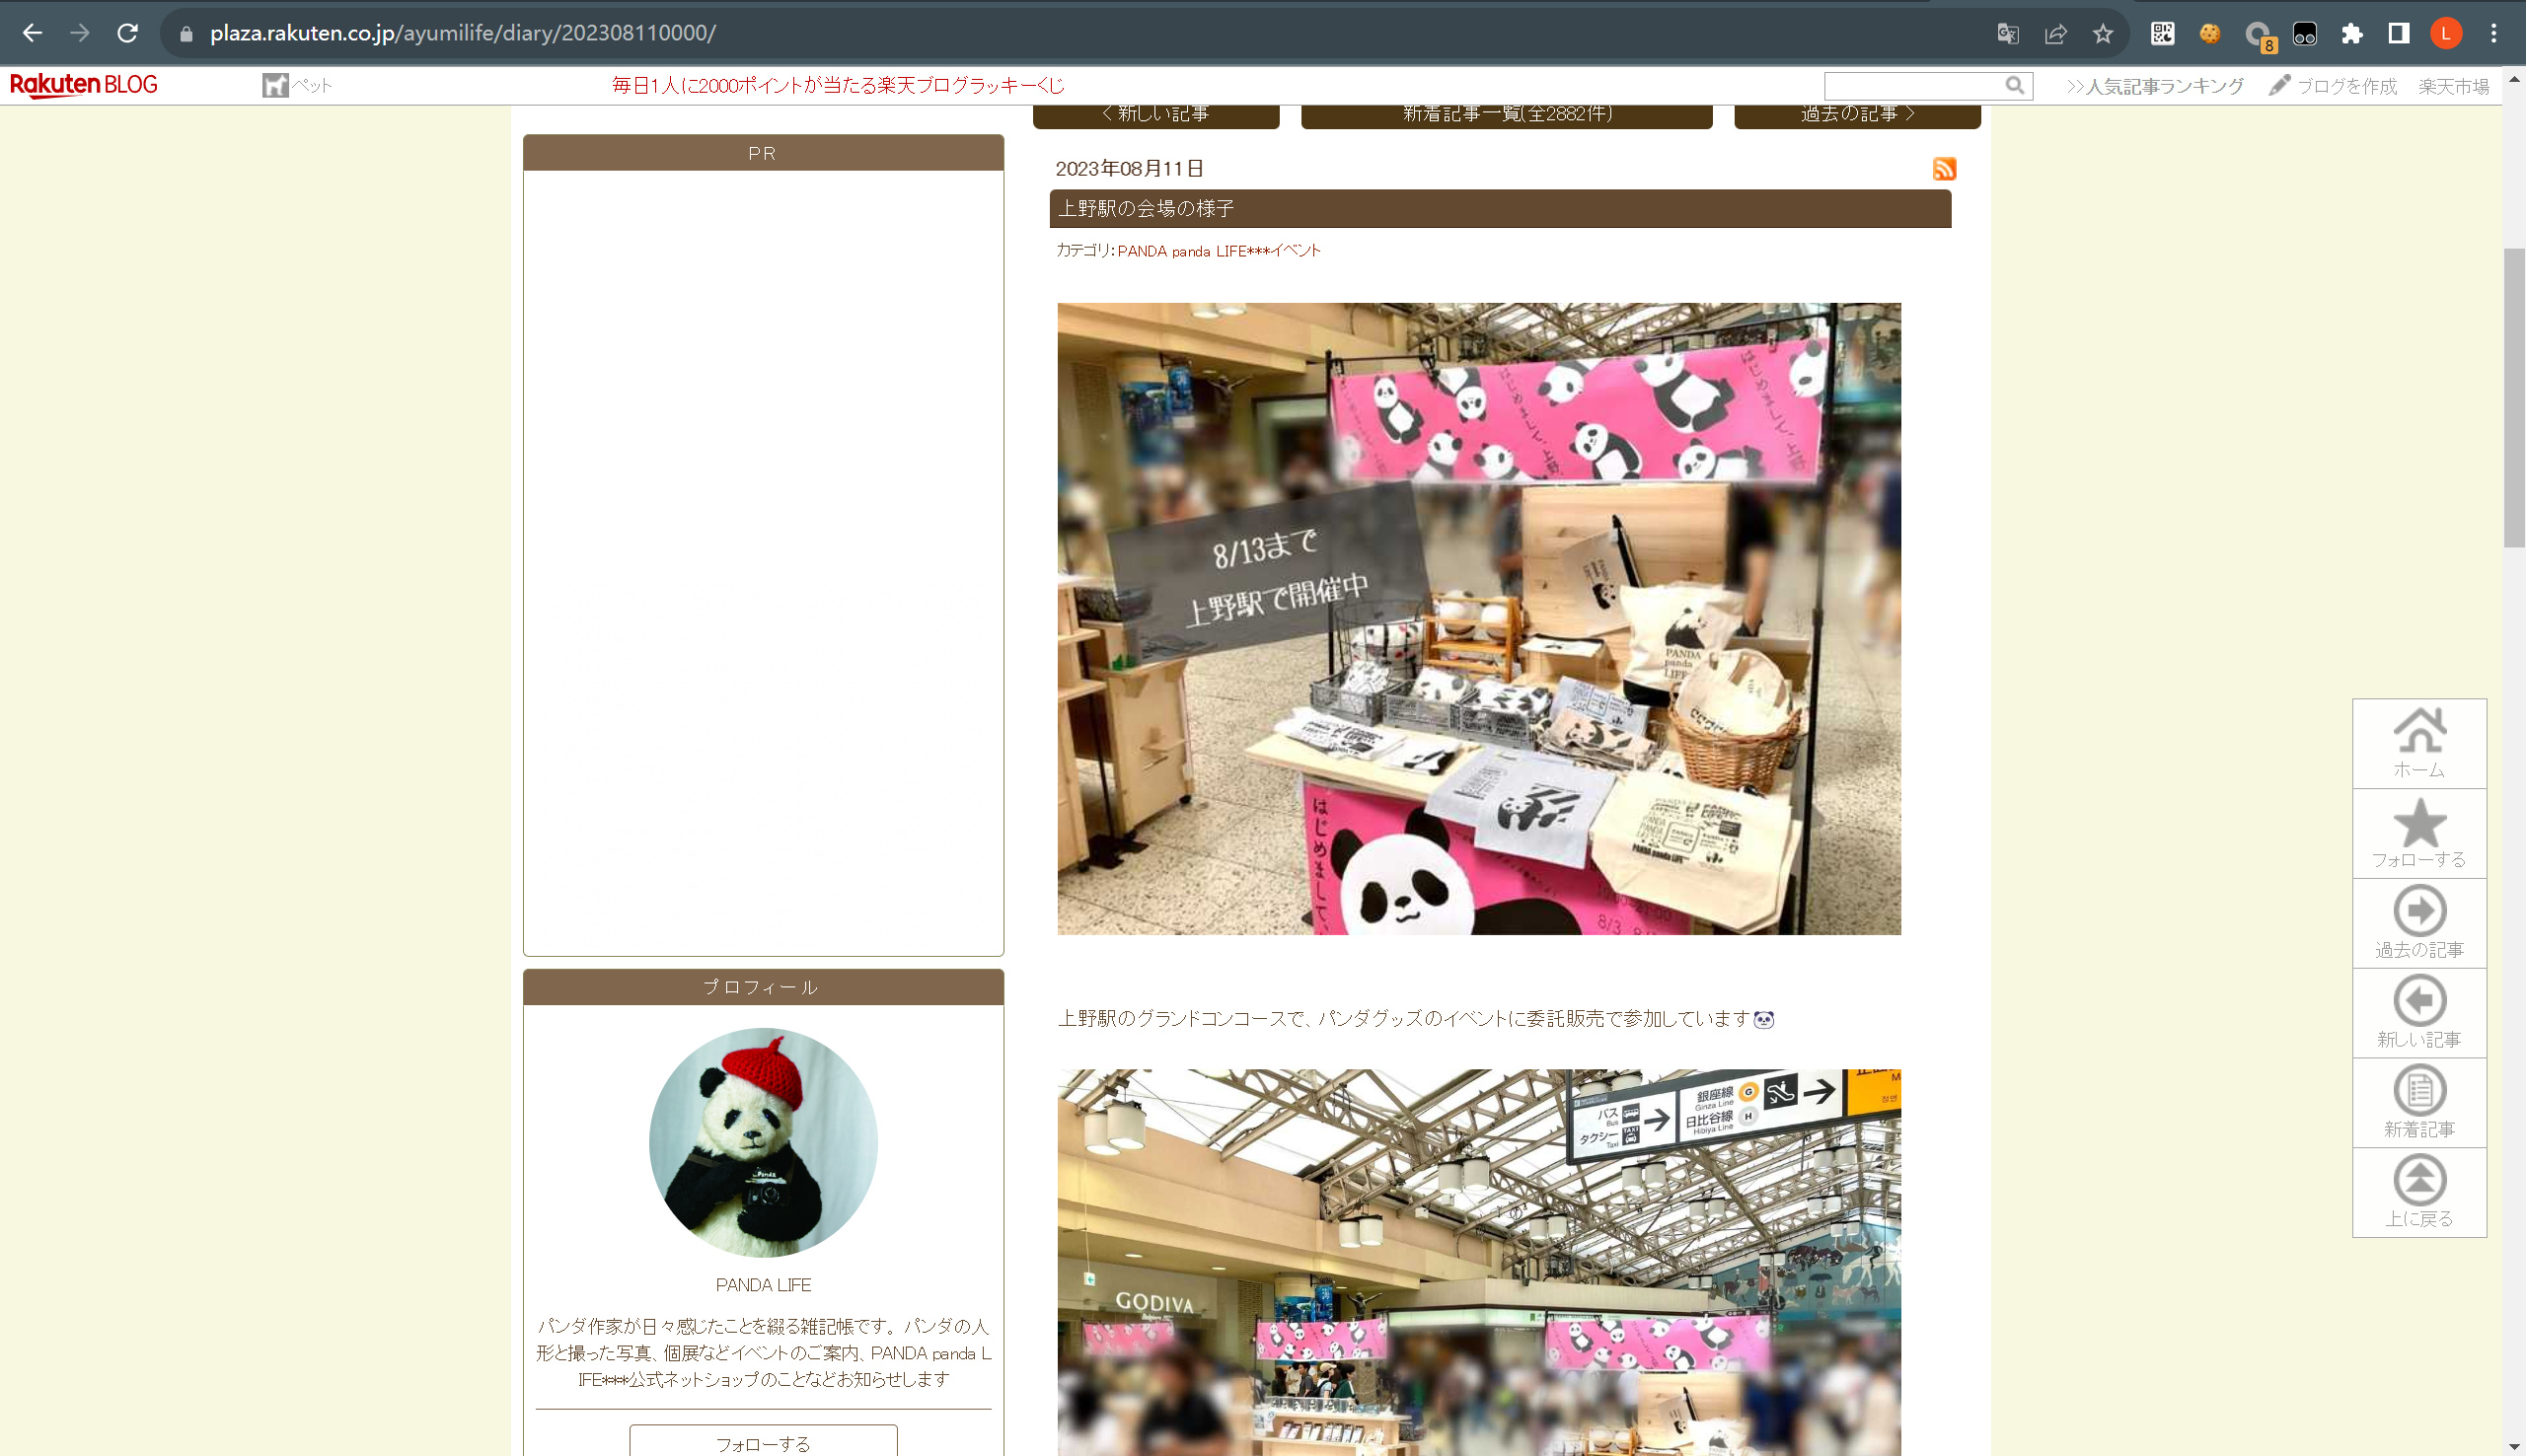 plaza.rakuten.co.jp/ayumilife/diary/202308110000/
8
L
Rakuten BLOG
ペット
毎日1人に2000ポイントが当たる楽天ブログラッキーくじ
>>人気記事ランキング
ブログを作成
楽天市場
< 新しい記事
新着記事一覧(全2882件)
過去の記事 >
PR
2023年08月11日
上野駅の会場の様子
カテゴリ：PANDA panda LIFE***イベント
はじめまして、上野
8/13まで
上野駅で開催中
PANDA
panda
LIFE
はじめまして、
PANDA panda LIFE
8/3
上野駅のグランドコンコースで、パンダグッズのイベントに委託販売で参加しています🐼
バス
Bus
タクシー
Taxi
TAXI
銀座線
Ginza Line
G
日比谷線
Hibiya Line
H
GODIVA
プロフィール
Panda
PANDA LIFE
パンダ作家が日々感じたことを綴る雑記帳です。パンダの人
形と撮った写真、個展などイベントのご案内、PANDA panda L
IFE***公式ネットショップのことなどお知らせします
フォローする
ホーム
フォローする
過去の記事
新しい記事
新着記事
上に戻る